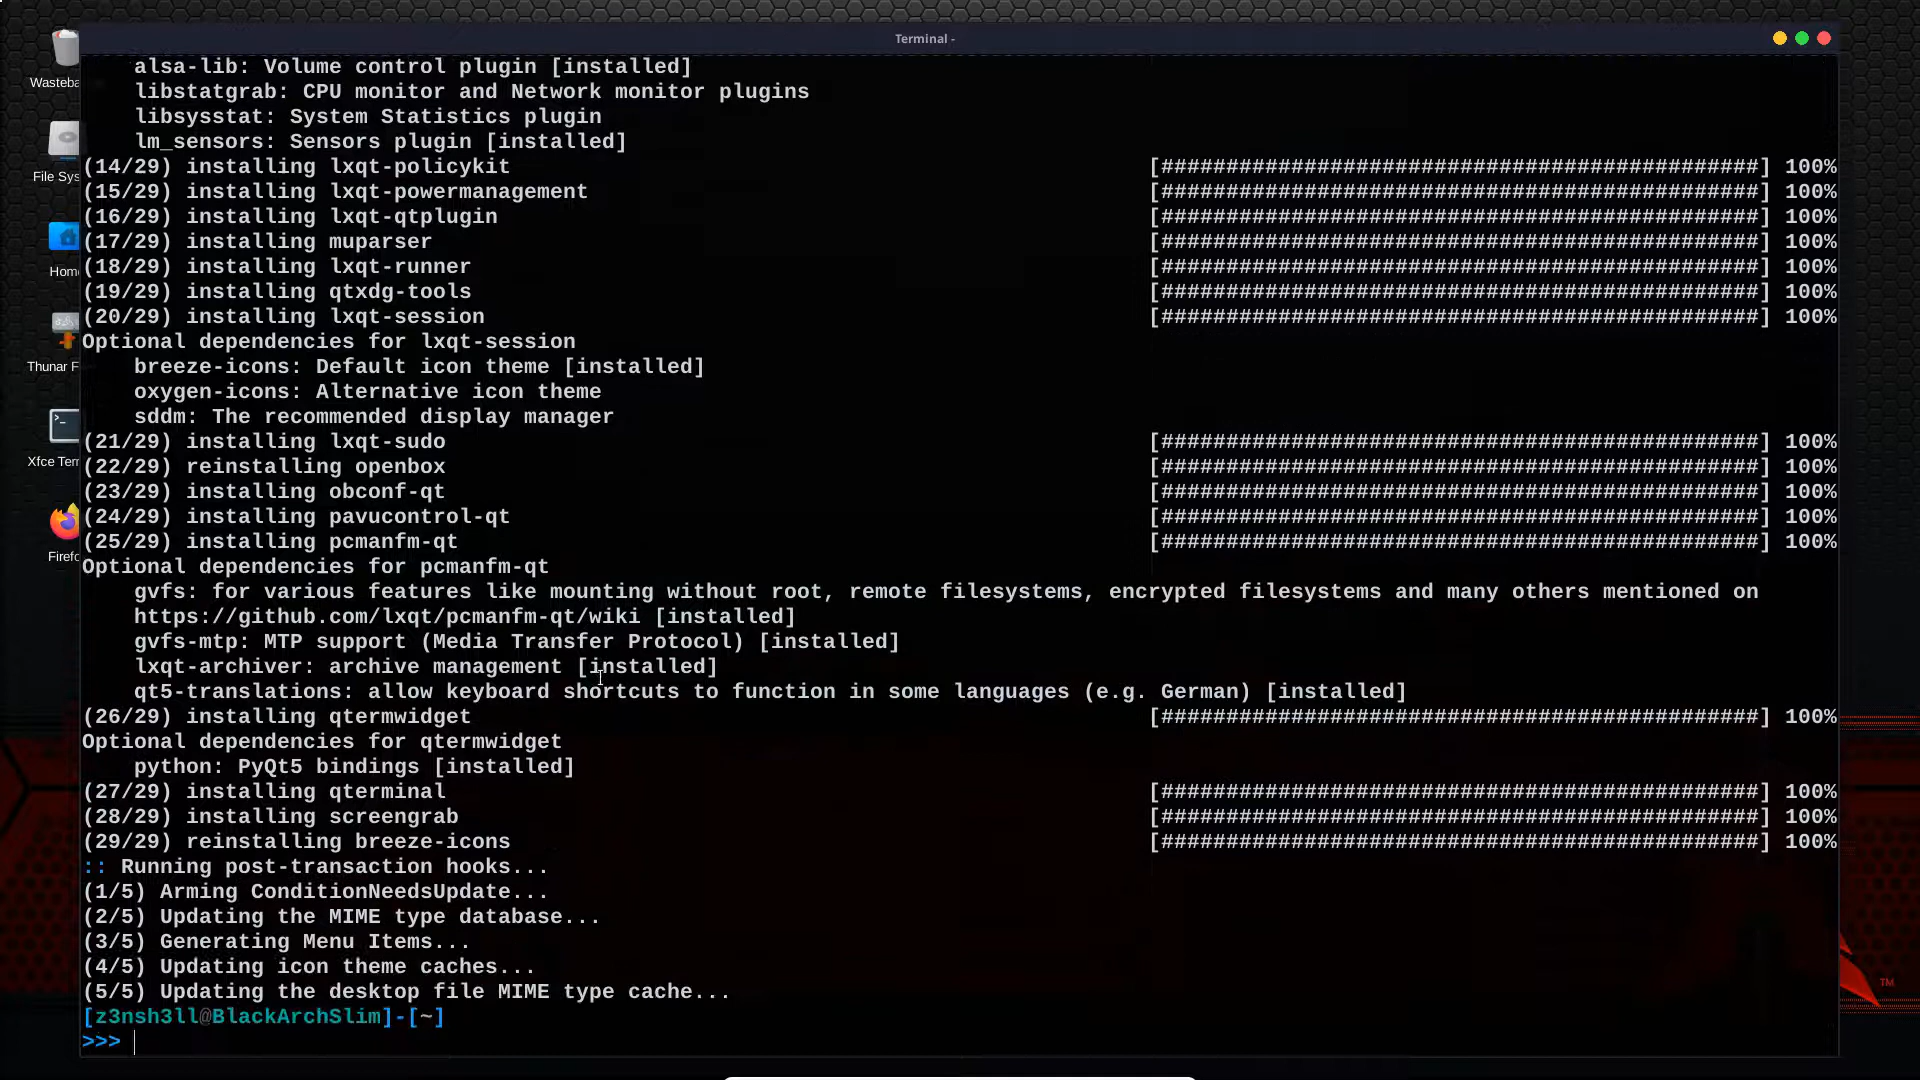 Terminal -
Wasteba
File Sys
Hom
Thunar F
Xfce Ter
Firefo
alsa-lib: Volume control plugin [installed]
libstatgrab: CPU monitor and Network monitor plugins
libsysstat: System Statistics plugin
lm_sensors: Sensors plugin [installed]
(14/29) installing lxqt-policykit [##############################################] 100%
(15/29) installing lxqt-powermanagement [##############################################] 100%
(16/29) installing lxqt-qtplugin [##############################################] 100%
(17/29) installing muparser [##############################################] 100%
(18/29) installing lxqt-runner [##############################################] 100%
(19/29) installing qtxdg-tools [##############################################] 100%
(20/29) installing lxqt-session [##############################################] 100%
Optional dependencies for lxqt-session
breeze-icons: Default icon theme [installed]
oxygen-icons: Alternative icon theme
sddm: The recommended display manager
(21/29) installing lxqt-sudo [##############################################] 100%
(22/29) reinstalling openbox [##############################################] 100%
(23/29) installing obconf-qt [##############################################] 100%
(24/29) installing pavucontrol-qt [##############################################] 100%
(25/29) installing pcmanfm-qt [##############################################] 100%
Optional dependencies for pcmanfm-qt
gvfs: for various features like mounting without root, remote filesystems, encrypted filesystems and many others mentioned on
https://github.com/lxqt/pcmanfm-qt/wiki [installed]
gvfs-mtp: MTP support (Media Transfer Protocol) [installed]
lxqt-archiver: archive management [installed]
qt5-translations: allow keyboard shortcuts to function in some languages (e.g. German) [installed]
(26/29) installing qtermwidget [##############################################] 100%
Optional dependencies for qtermwidget
python: PyQt5 bindings [installed]
(27/29) installing qterminal [##############################################] 100%
(28/29) installing screengrab [##############################################] 100%
(29/29) reinstalling breeze-icons [##############################################] 100%
:: Running post-transaction hooks...
(1/5) Arming ConditionNeedsUpdate...
(2/5) Updating the MIME type database...
(3/5) Generating Menu Items...
(4/5) Updating icon theme caches...
(5/5) Updating the desktop file MIME type cache...
[z3nsh3ll@BlackArchSlim]-[~]
>>>
TM